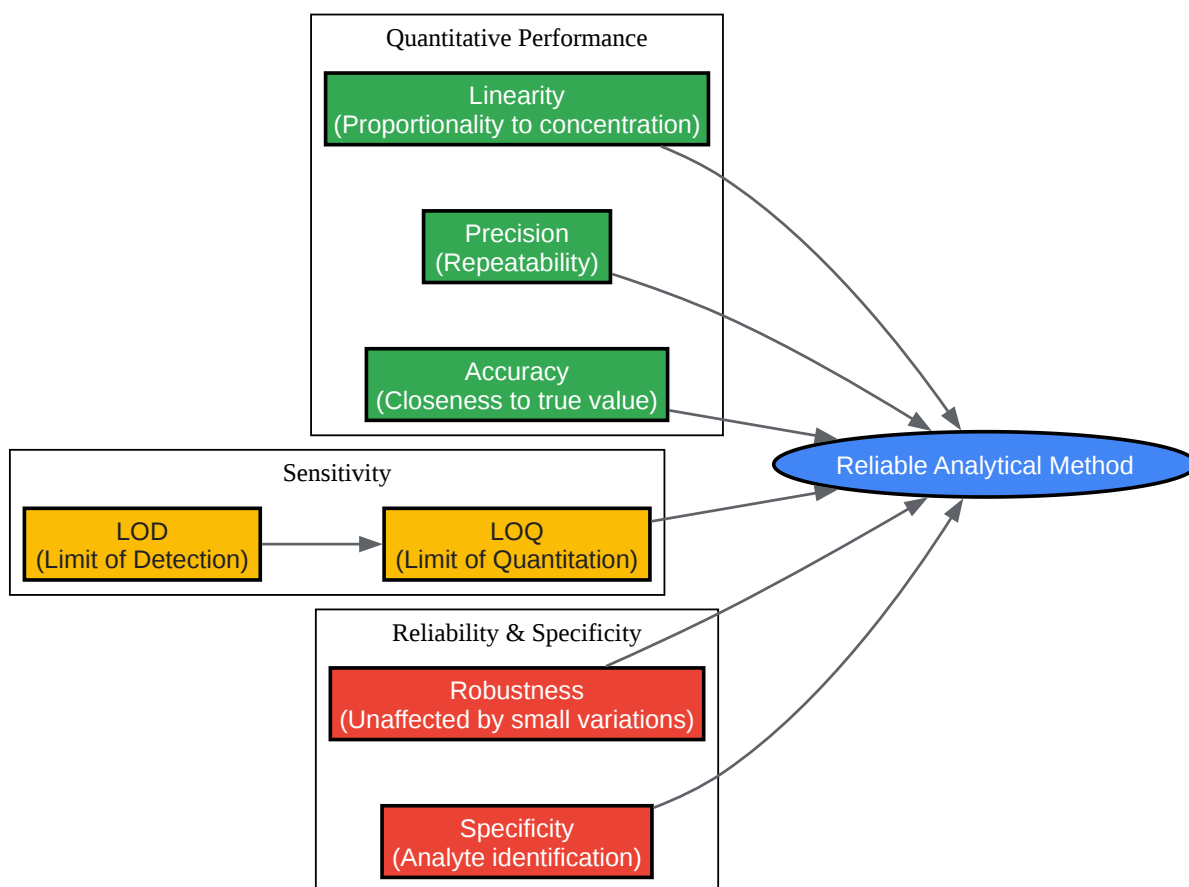 Quantitative Performance
Linearity
(Proportionality to concentration)
Precision
(Repeatability)
Accuracy
(Closeness to true value)
Reliable Analytical Method
Sensitivity
LOD
(Limit of Detection)
LOQ
(Limit of Quantitation)
Reliability & Specificity
Robustness
(Unaffected by small variations)
Specificity
(Analyte identification)